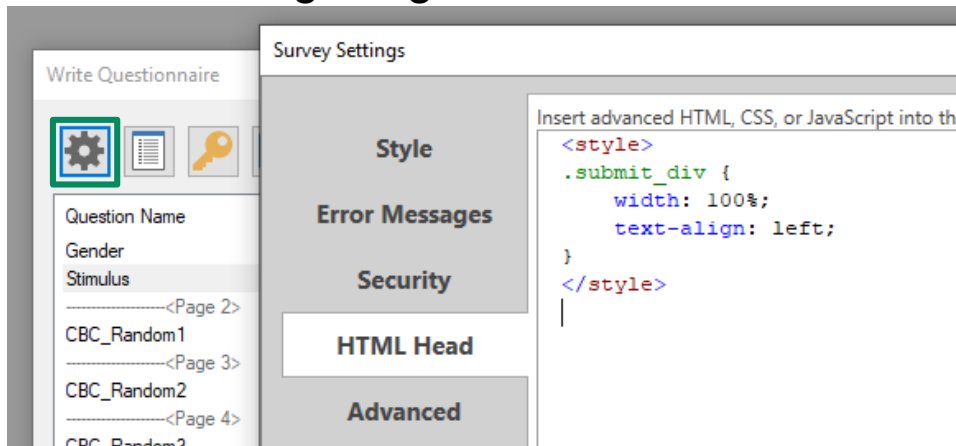 Survey Settings
Write Questionnaire
Insert advanced HTML, CSS, or JavaScript into th
Style
Error Messages
Security
HTML Head
Advanced
<style>
.submit_div {
width: 100%;
text-align: left;
}
</style>
Question Name
Gender
Stimulus
--------------------<Page 2>
CBC_Random1
--------------------<Page 3>
CBC_Random2
--------------------<Page 4>